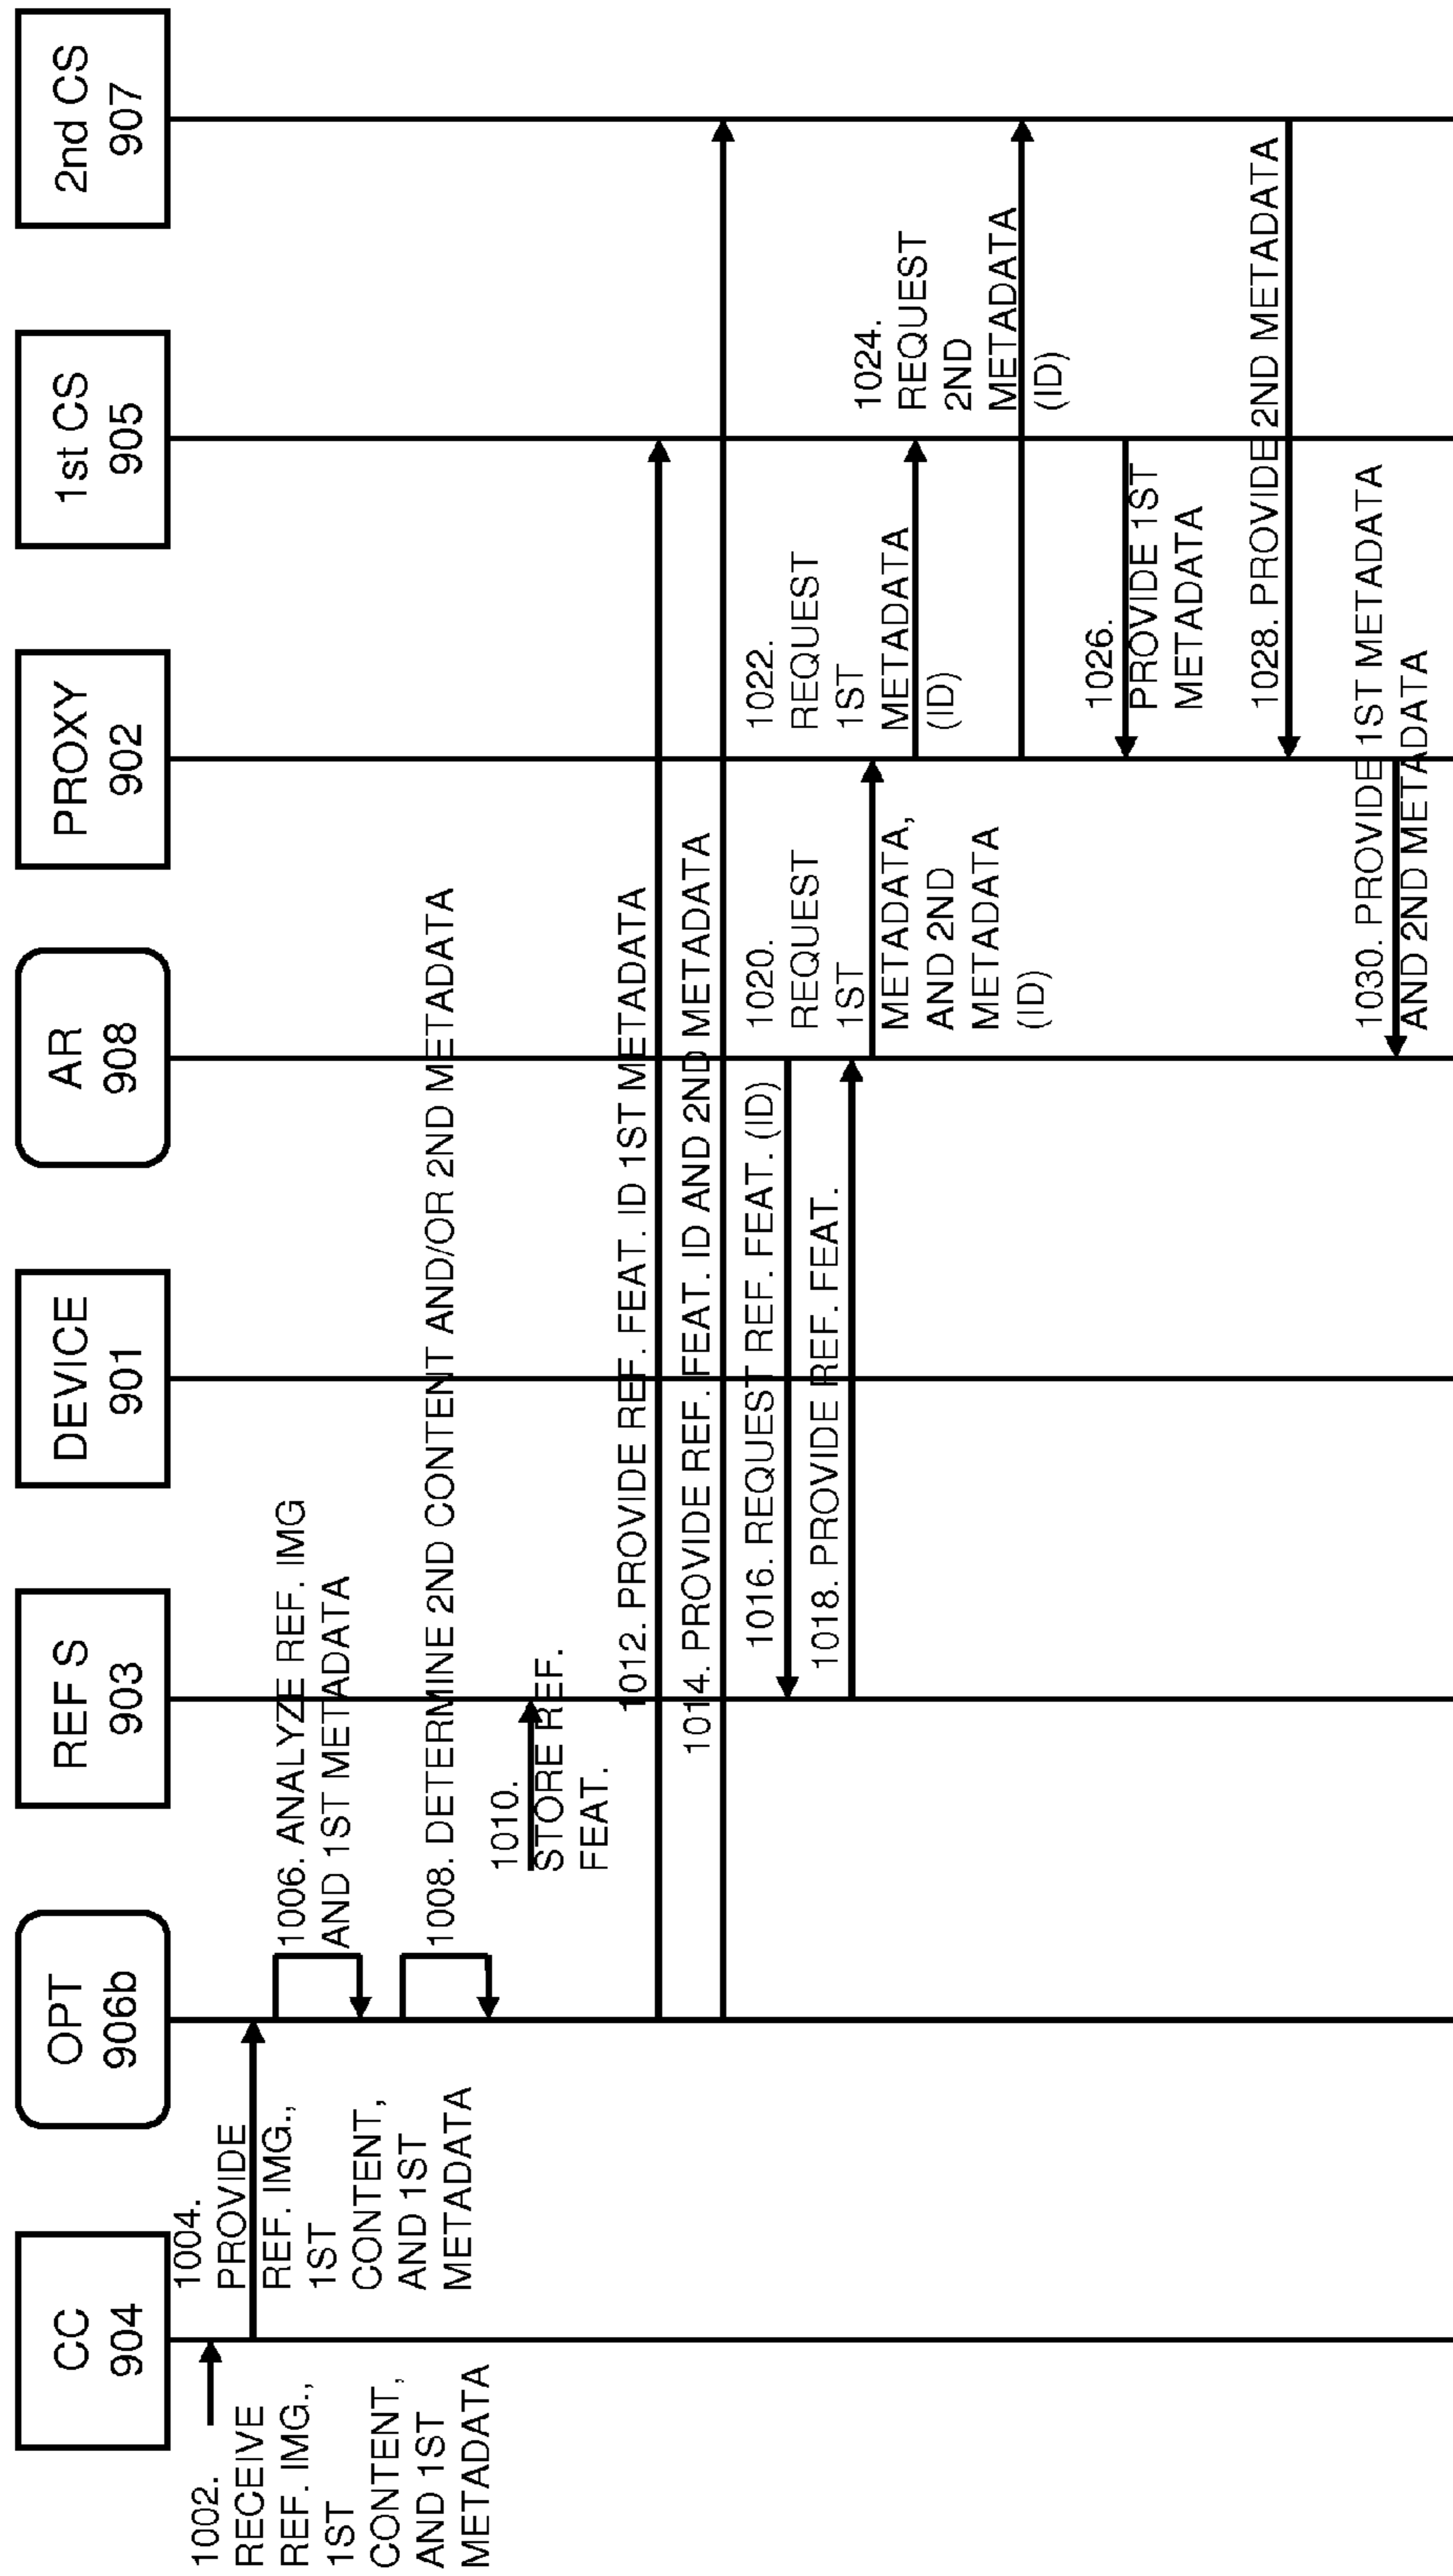 CC
904
OPT
906b
REF S
903
DEVICE
901
AR
908
PROXY
902
1st CS
905
2nd CS
907
1002.
RECEIVE
REF. IMG.,
1ST
CONTENT,
AND 1ST
METADATA
1004.
PROVIDE
REF. IMG.,
1ST
CONTENT,
AND 1ST
METADATA
1006. ANALYZE REF. IMG
AND 1ST METADATA
1008. DETERMINE 2ND CONTENT AND/OR 2ND METADATA
1010.
STORE REF.
FEAT.
1012. PROVIDE REF. FEAT. ID 1ST METADATA
1014. PROVIDE REF. FEAT. ID AND 2ND METADATA
1016. REQUEST REF. FEAT. (ID)
1018. PROVIDE REF. FEAT.
1020.
REQUEST
1ST
METADATA,
AND 2ND
METADATA
(ID)
1022.
REQUEST
1ST
METADATA
(ID)
1024.
REQUEST
2ND
METADATA
(ID)
1026.
PROVIDE 1ST
METADATA
1028. PROVIDE 2ND METADATA
1030. PROVIDE 1ST METADATA
AND 2ND METADATA